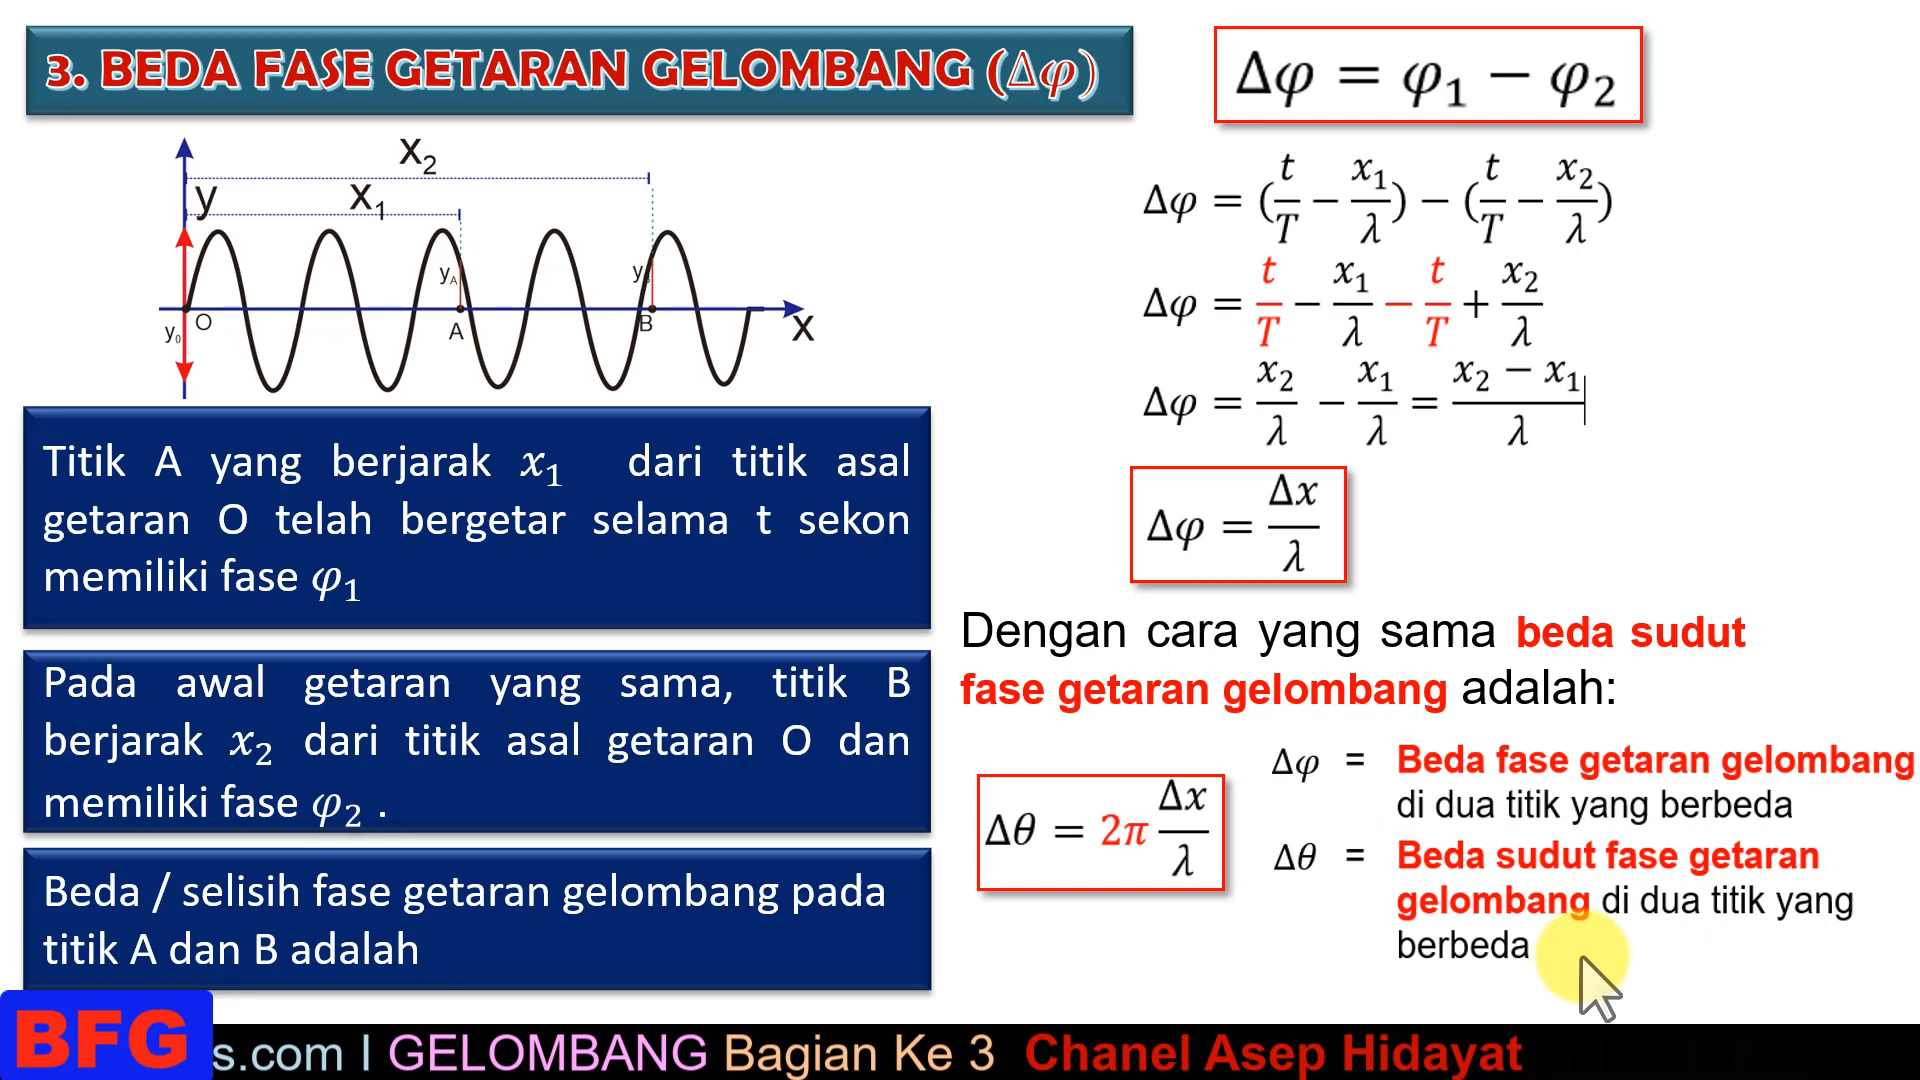 3. BEDA FASE GETARAN GELOMBANG (Δφ)
Δφ = φ₁ − φ₂
x₂
y
x₁
y_A
y
y₀
O
A
B
x
Δφ = (t/T − x₁/λ) − (t/T − x₂/λ)
Δφ = t/T − x₁/λ − t/T + x₂/λ
Δφ = x₂/λ − x₁/λ = (x₂ − x₁)/λ
Δφ = Δx/λ
Titik A yang berjarak x₁ dari titik asal
getaran O telah bergetar selama t sekon
memiliki fase φ₁
Pada awal getaran yang sama, titik B
berjarak x₂ dari titik asal getaran O dan
memiliki fase φ₂ .
Beda / selisih fase getaran gelombang pada
titik A dan B adalah
Dengan cara yang sama beda sudut
fase getaran gelombang adalah:
Δθ = 2π Δx/λ
Δφ = Beda fase getaran gelombang
di dua titik yang berbeda
Δθ = Beda sudut fase getaran
gelombang di dua titik yang
berbeda
BFG
s.com I GELOMBANG Bagian Ke 3 Chanel Asep Hidayat